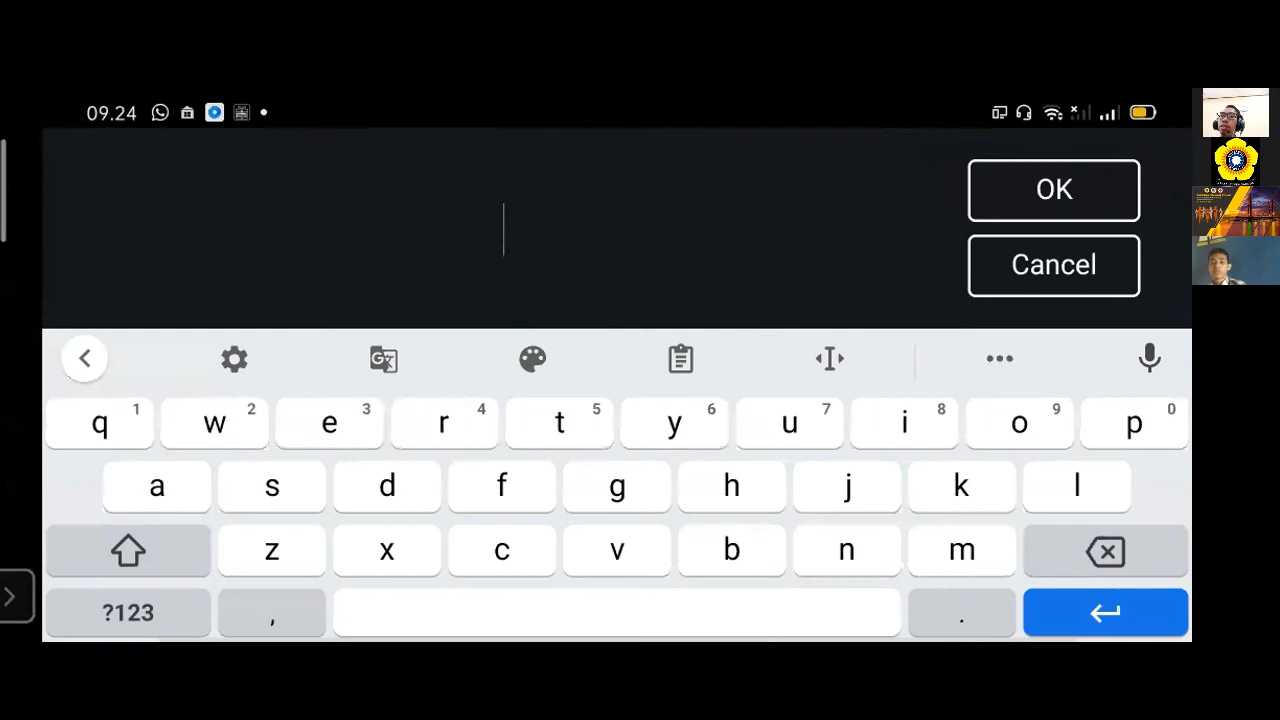 09.24
OK
Cancel
q 1 w 2 e 3 r 4 t 5 y 6 u 7 i 8 o 9 p 0
a s d f g h j k l
z x c v b n m
?123 , .